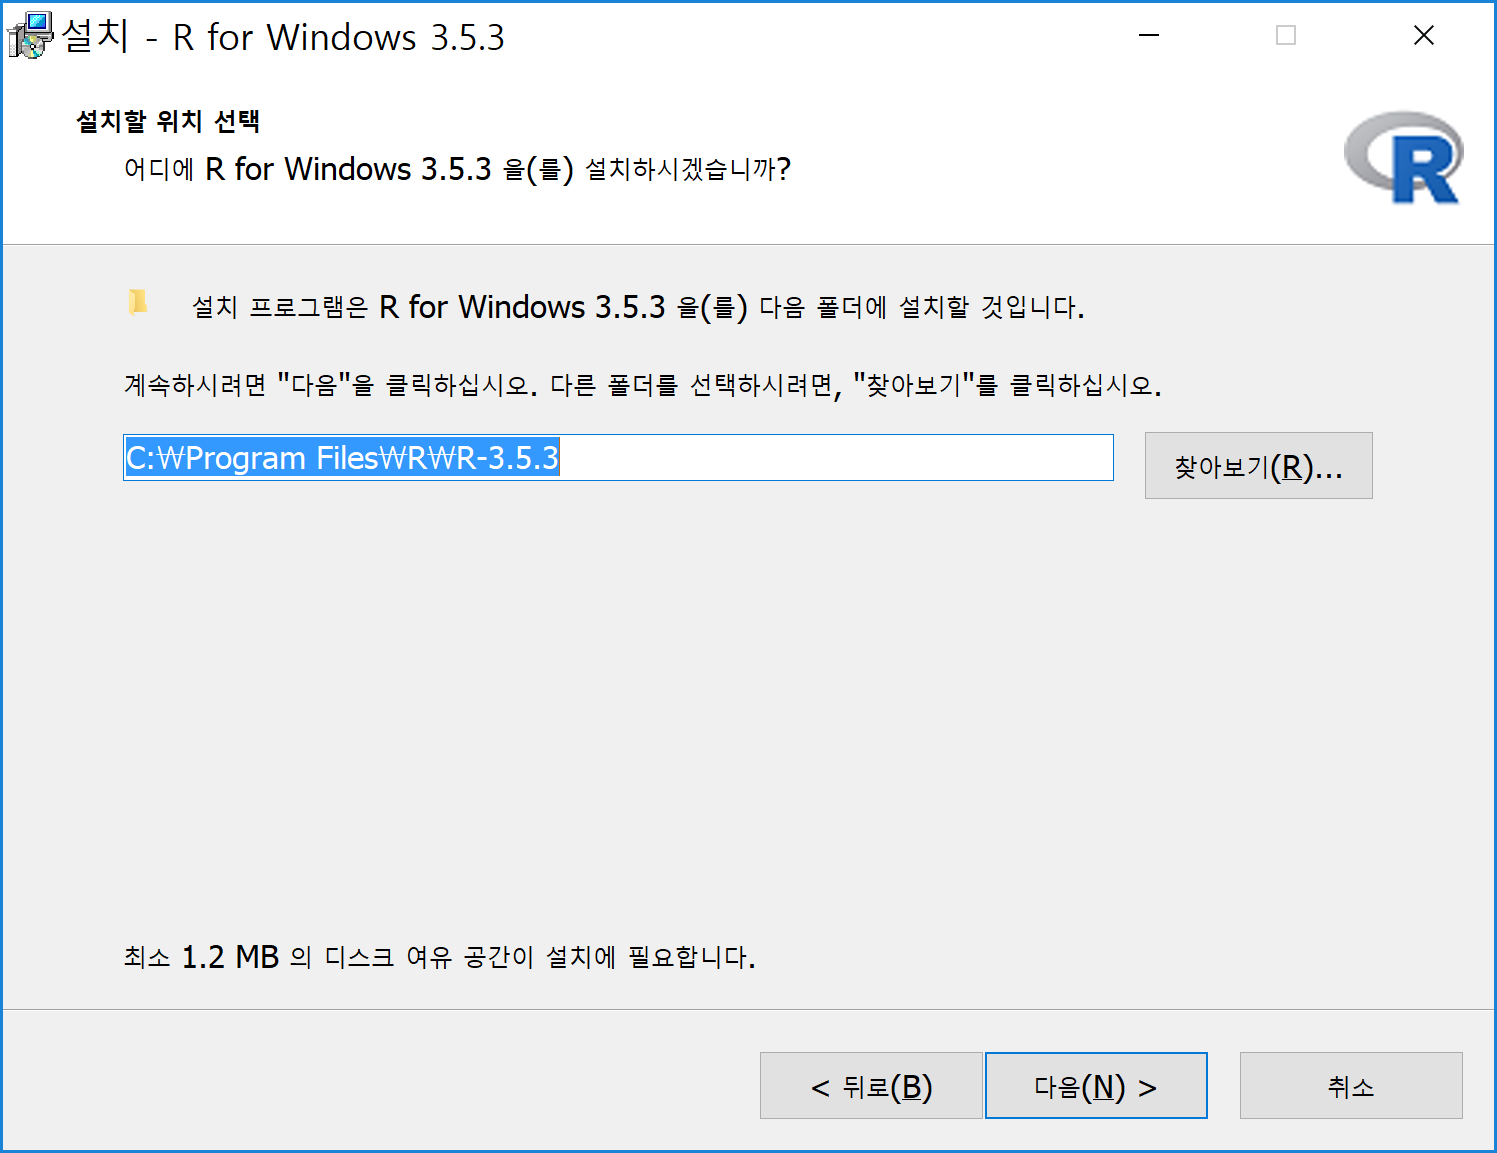 설치 - R for Windows 3.5.3
설치할 위치 선택
어디에 R for Windows 3.5.3 을(를) 설치하시겠습니까?
R
설치 프로그램은 R for Windows 3.5.3 을(를) 다음 폴더에 설치할 것입니다.
계속하시려면 "다음"을 클릭하십시오. 다른 폴더를 선택하시려면, "찾아보기"를 클릭하십시오.
C:₩Program Files₩R₩R-3.5.3
찾아보기(R)...
최소 1.2 MB 의 디스크 여유 공간이 설치에 필요합니다.
< 뒤로(B)
다음(N) >
취소